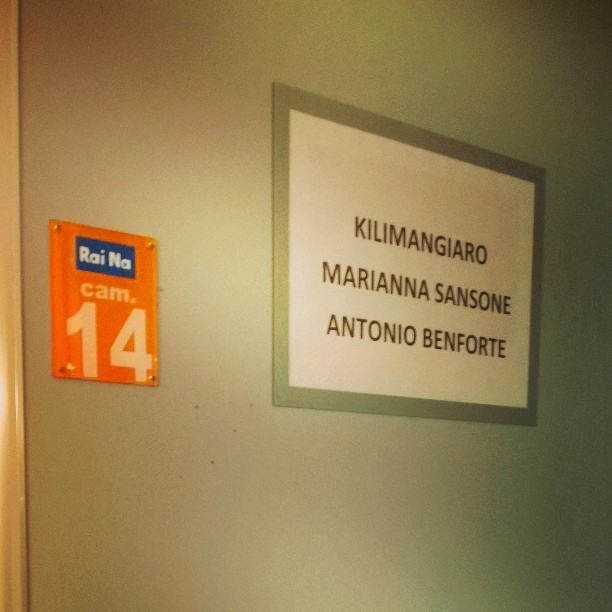 Rai Na
cam.
14
KILIMANGIARO
MARIANNA SANSONE
ANTONIO BENFORTE